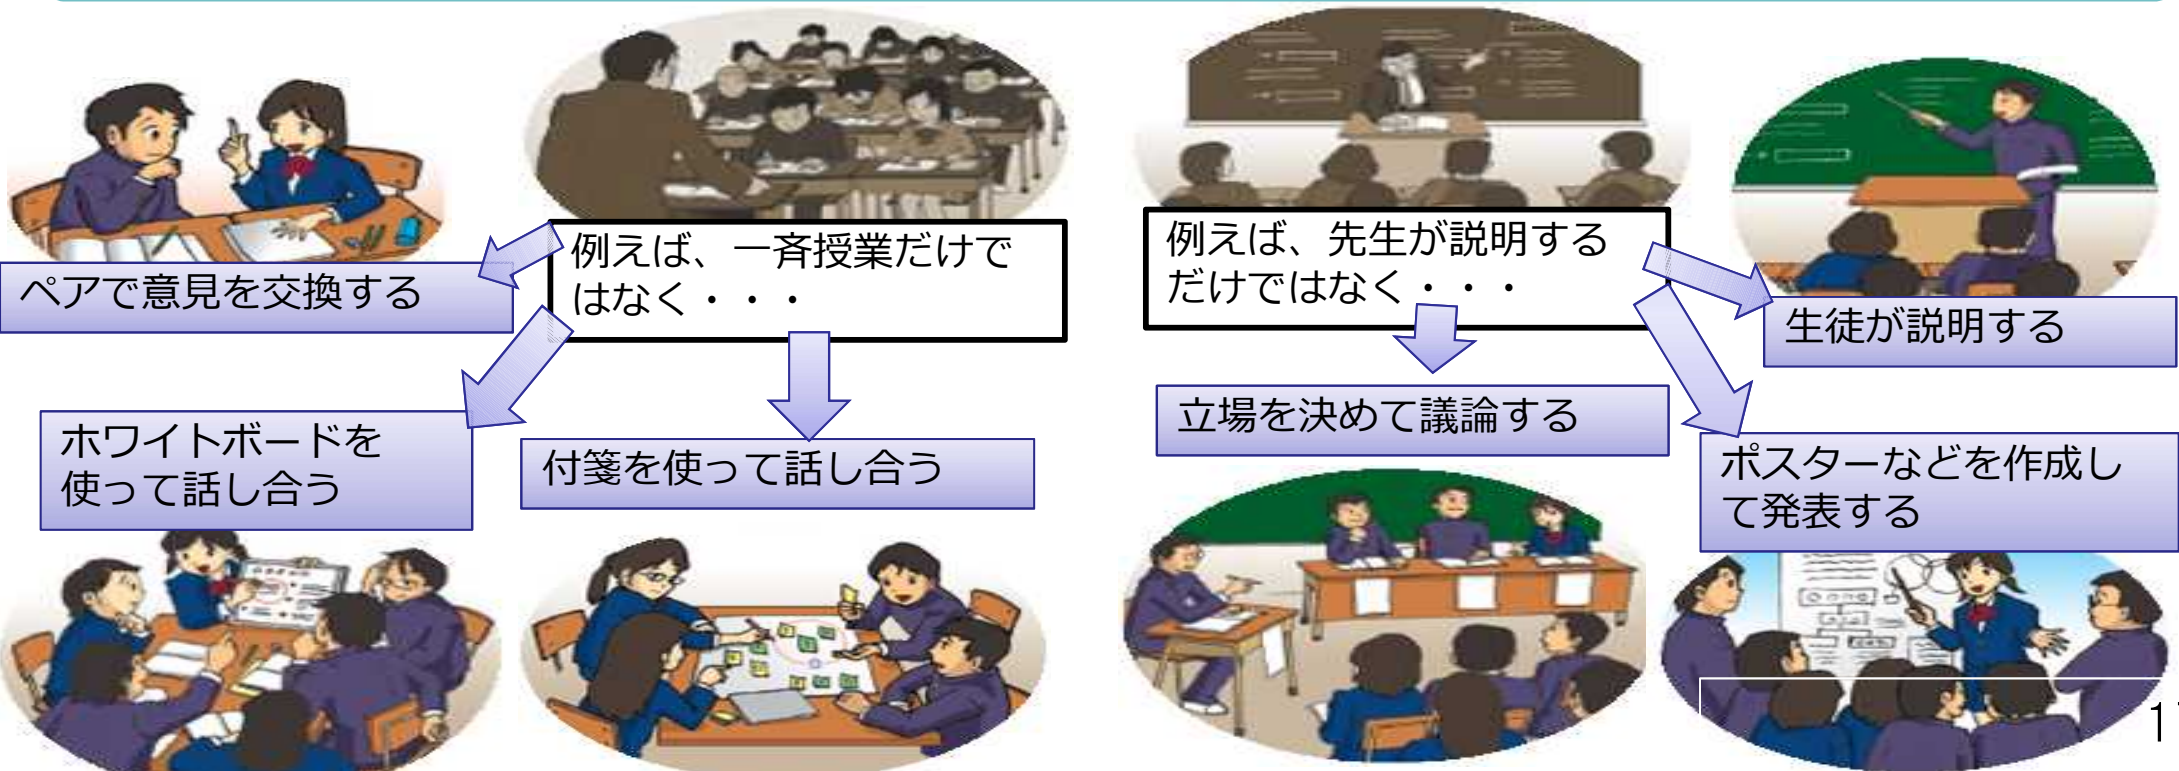 例えば、一斉授業だけで
はなく・・・
ペアで意見を交換する
ホワイトボードを
使って話し合う
付箋を使って話し合う
例えば、先生が説明する
だけではなく・・・
生徒が説明する
立場を決めて議論する
ポスターなどを作成し
て発表する